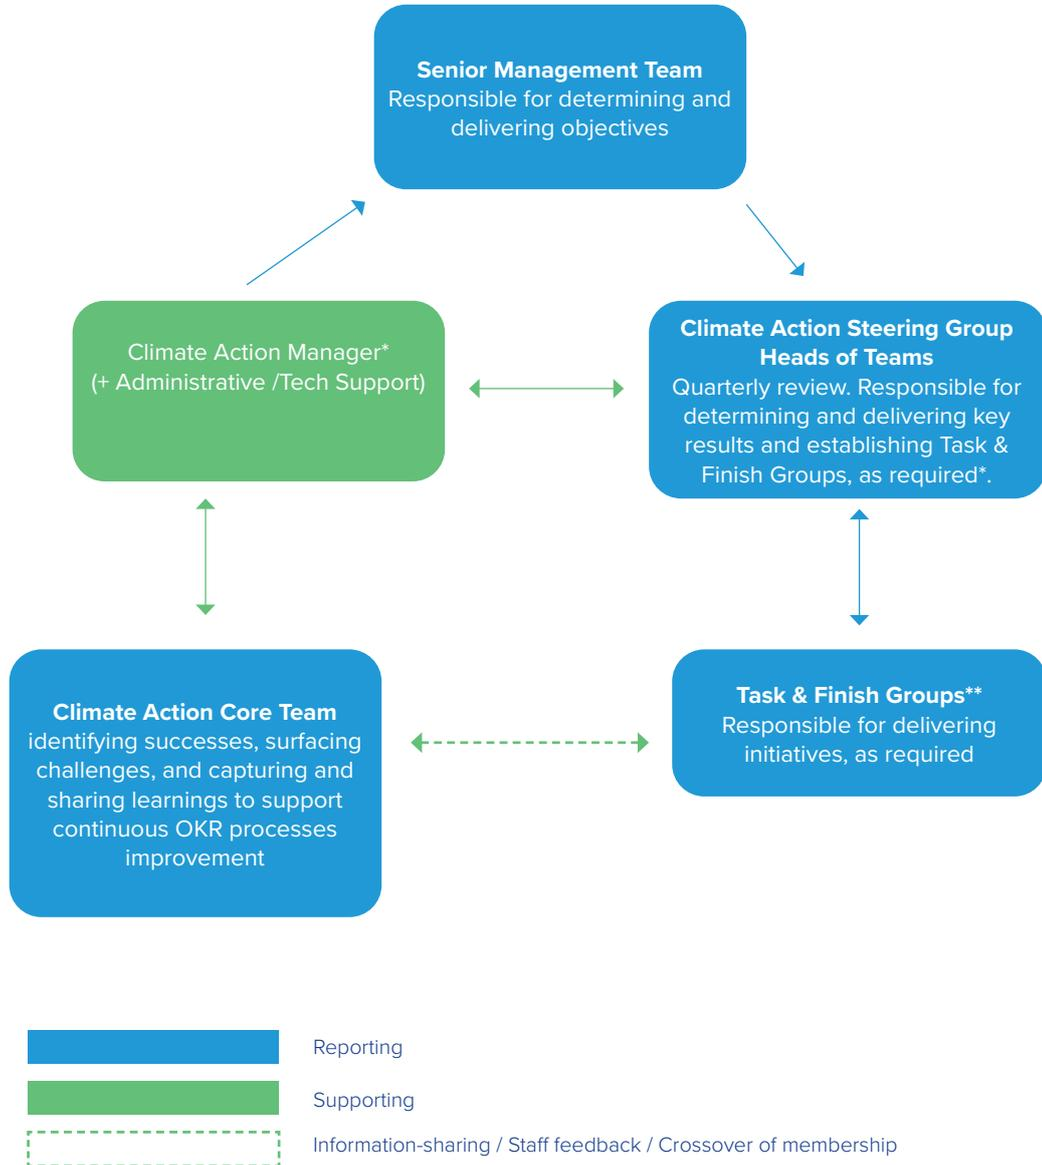 Senior Management Team
Responsible for determining and
delivering objectives
Climate Action Manager*
(+ Administrative /Tech Support)
Climate Action Steering Group
Heads of Teams
Quarterly review. Responsible for
determining and delivering key
results and establishing Task &
Finish Groups, as required*.
Climate Action Core Team
identifying successes, surfacing
challenges, and capturing and
sharing learnings to support
continuous OKR processes
improvement
Task & Finish Groups**
Responsible for delivering
initiatives, as required
Reporting
Supporting
Information-sharing / Staff feedback / Crossover of membership